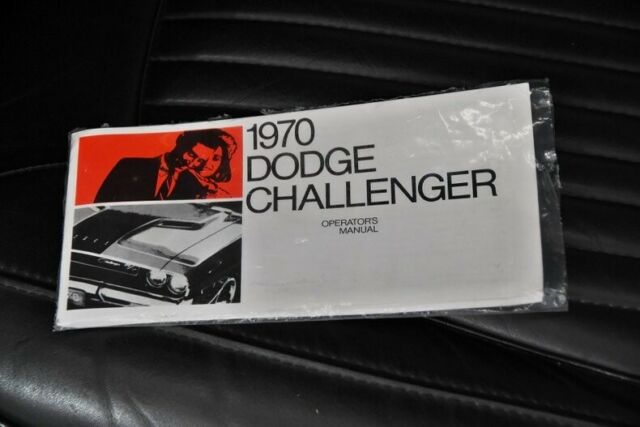 1970
DODGE
CHALLENGER
OPERATOR'S
MANUAL